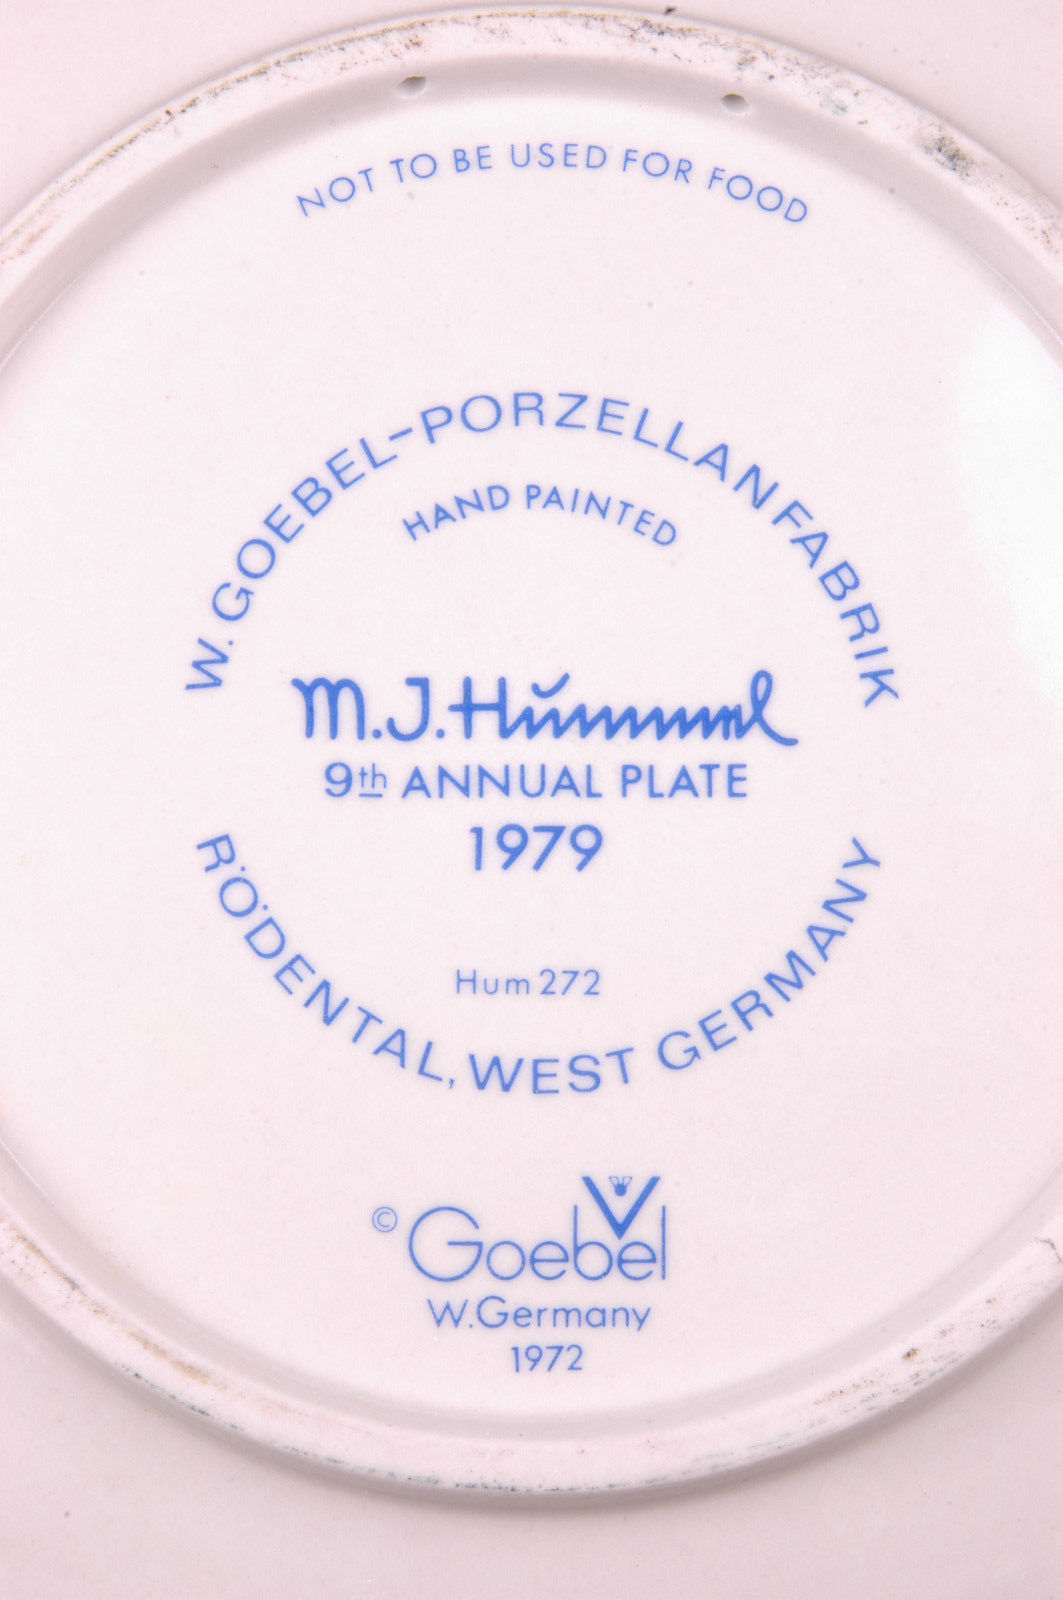 NOT TO BE USED FOR FOOD
W. GOEBEL-PORZELLANFABRIK
HAND PAINTED
M.J.Hummel
9th ANNUAL PLATE
1979
Hum 272
RÖDENTAL, WEST GERMANY
© Goebel
W.Germany
1972